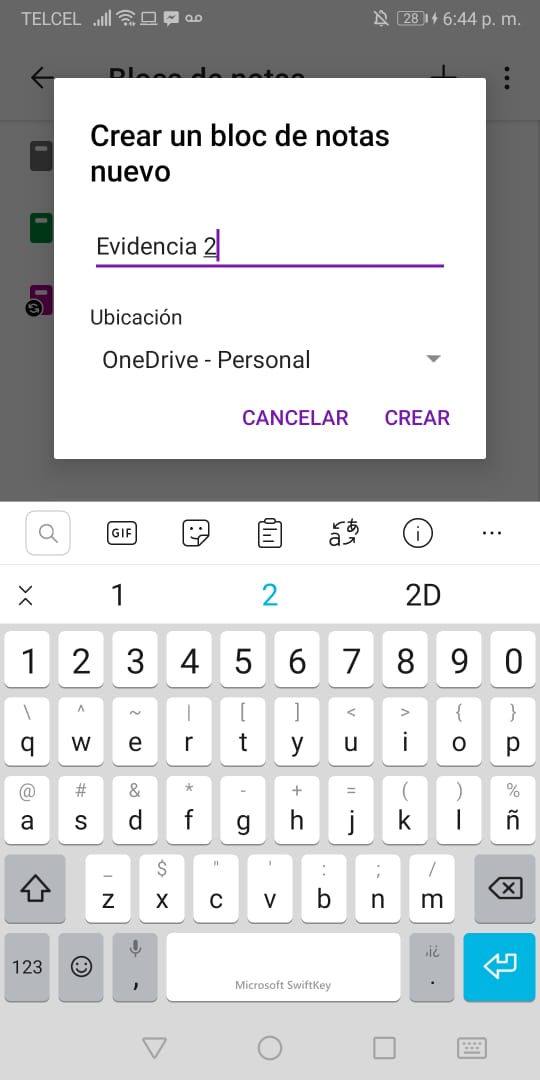 TELCEL 28 6:44 p. m.
Blocs de notas
Crear un bloc de notas
nuevo
Evidencia 2
Ubicación
OneDrive - Personal
CANCELAR CREAR
GIF
1 2 2D
1 2 3 4 5 6 7 8 9 0
\ ^ ~ | [ ] < > { }
q w e r t y u i o p
@ # & * - + = ( ) %
a s d f g h j k l ñ
_ $ " ' : ; /
z x c v b n m
123 , Microsoft SwiftKey ,i¿ .